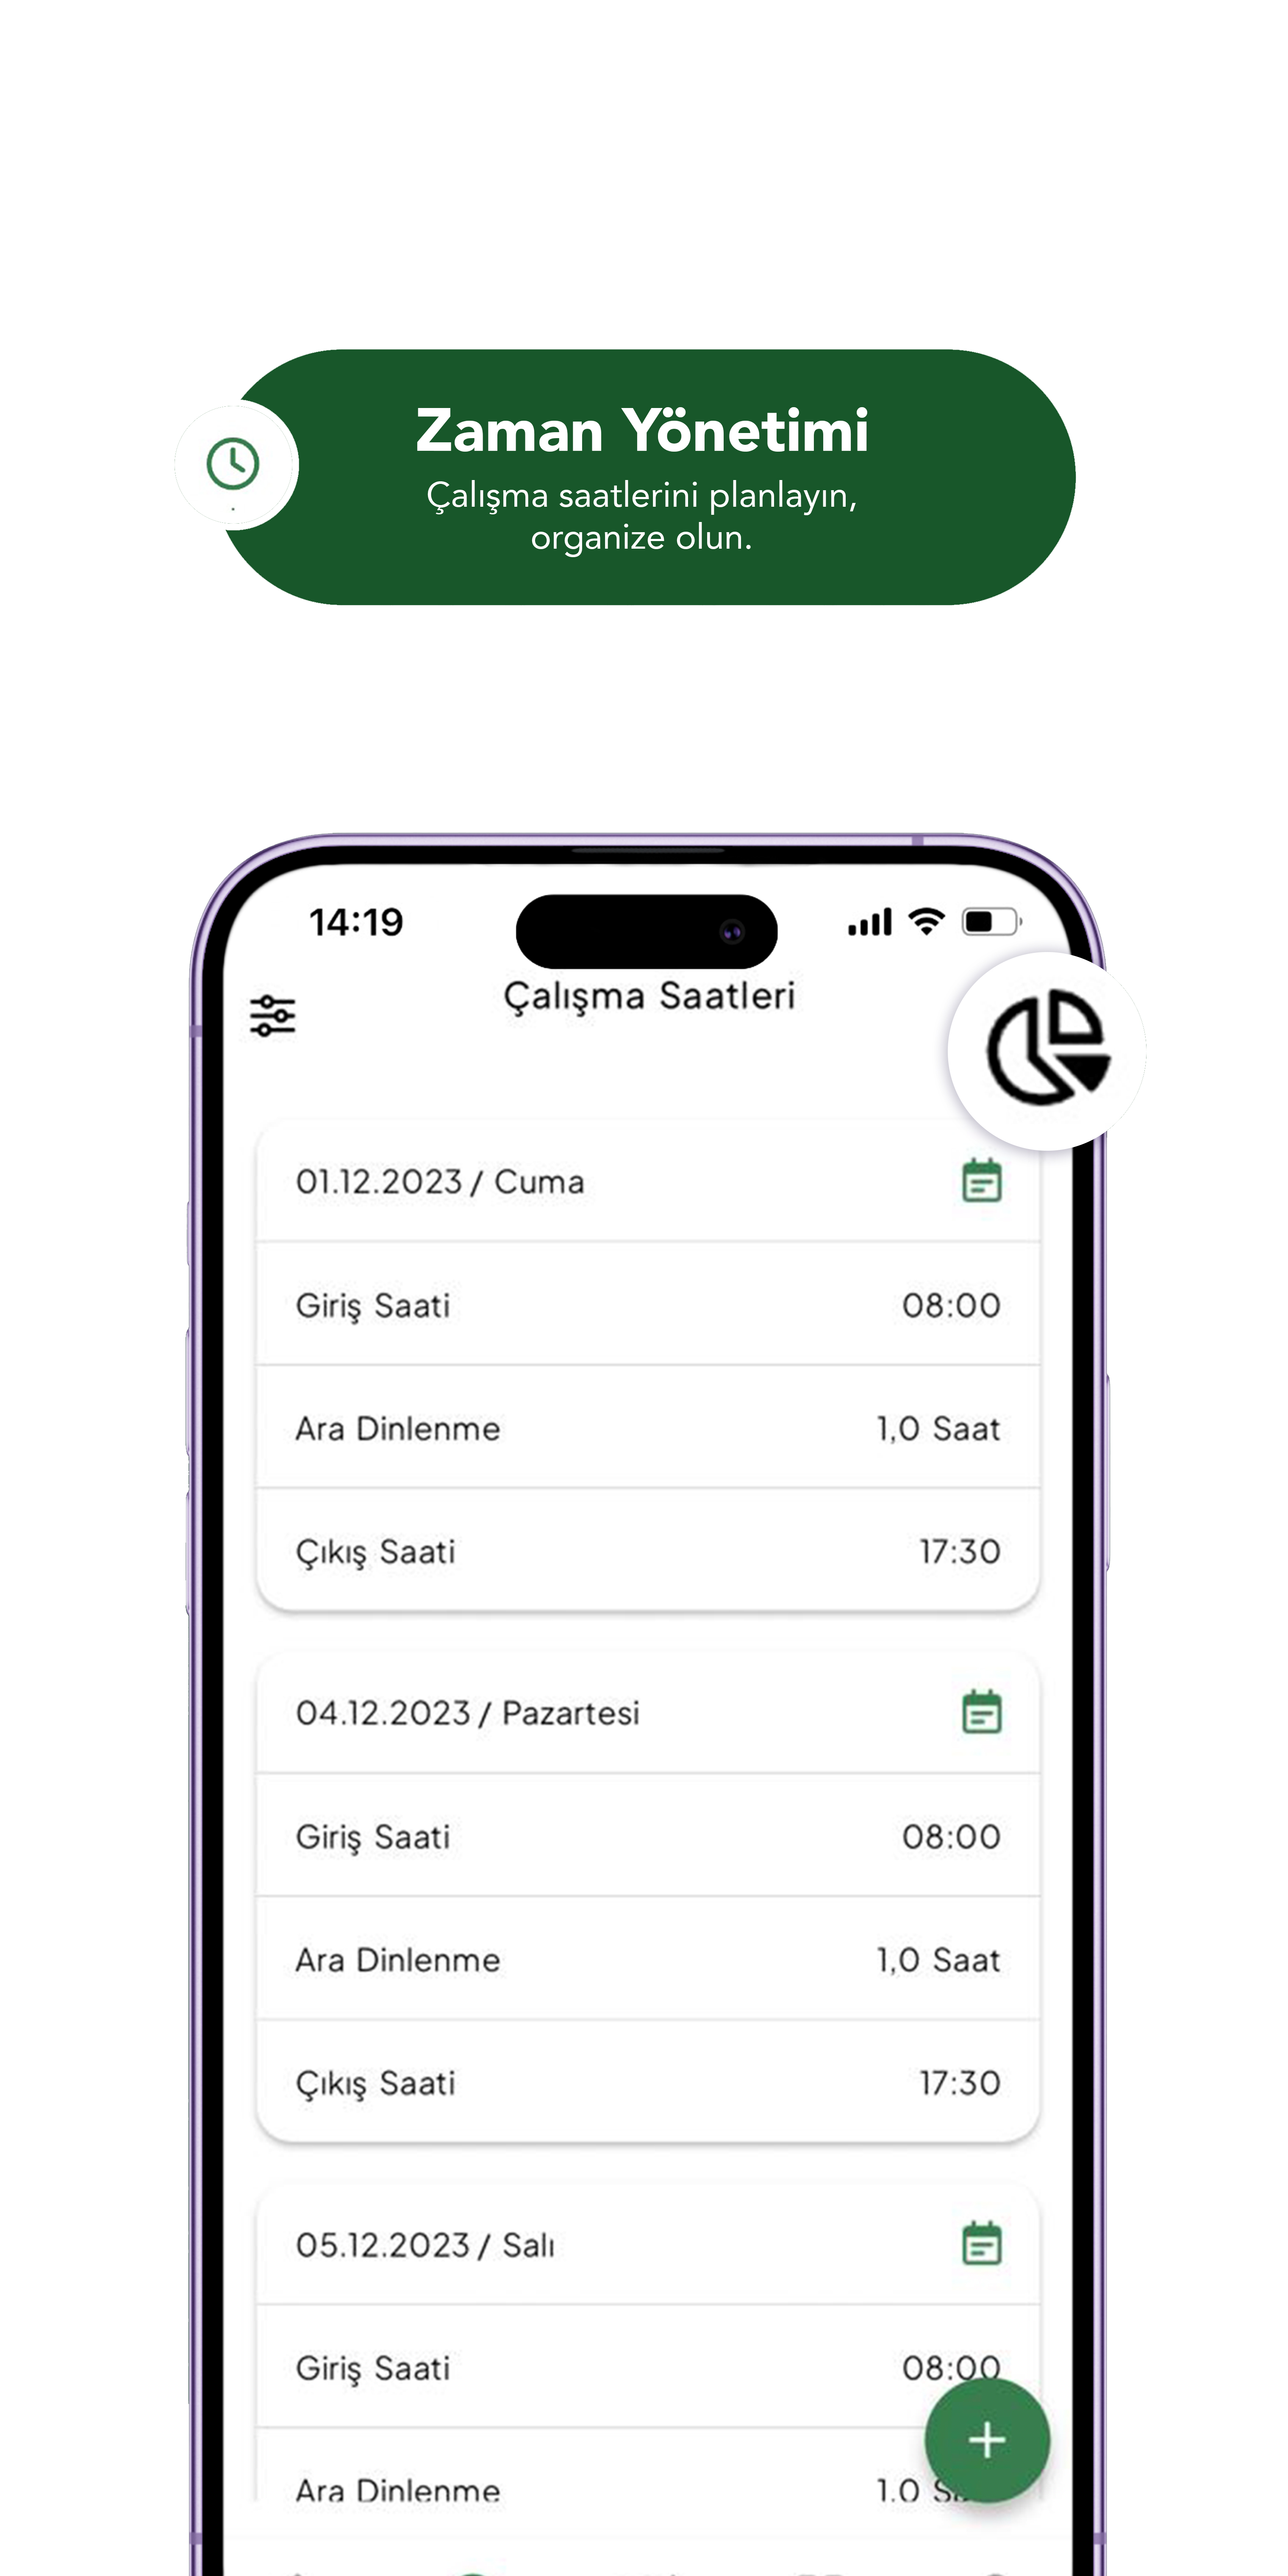 Zaman Yönetimi
Çalışma saatlerini planlayın,
organize olun.
14:19
Çalışma Saatleri
01.12.2023 / Cuma
Giriş Saati 08:00
Ara Dinlenme 1,0 Saat
Çıkış Saati 17:30
04.12.2023 / Pazartesi
Giriş Saati 08:00
Ara Dinlenme 1,0 Saat
Çıkış Saati 17:30
05.12.2023 / Salı
Giriş Saati 08:00
Ara Dinlenme 1,0